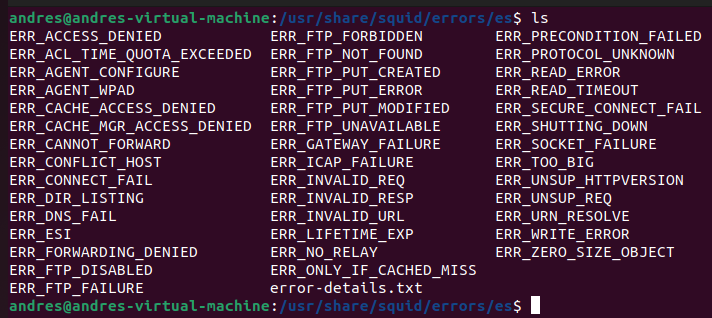 andres@andres-virtual-machine:/usr/share/squid/errors/es$ ls
ERR_ACCESS_DENIED ERR_FTP_FORBIDDEN ERR_PRECONDITION_FAILED
ERR_ACL_TIME_QUOTA_EXCEEDED ERR_FTP_NOT_FOUND ERR_PROTOCOL_UNKNOWN
ERR_AGENT_CONFIGURE ERR_FTP_PUT_CREATED ERR_READ_ERROR
ERR_AGENT_WPAD ERR_FTP_PUT_ERROR ERR_READ_TIMEOUT
ERR_CACHE_ACCESS_DENIED ERR_FTP_PUT_MODIFIED ERR_SECURE_CONNECT_FAIL
ERR_CACHE_MGR_ACCESS_DENIED ERR_FTP_UNAVAILABLE ERR_SHUTTING_DOWN
ERR_CANNOT_FORWARD ERR_GATEWAY_FAILURE ERR_SOCKET_FAILURE
ERR_CONFLICT_HOST ERR_ICAP_FAILURE ERR_TOO_BIG
ERR_CONNECT_FAIL ERR_INVALID_REQ ERR_UNSUP_HTTPVERSION
ERR_DIR_LISTING ERR_INVALID_RESP ERR_UNSUP_REQ
ERR_DNS_FAIL ERR_INVALID_URL ERR_URN_RESOLVE
ERR_ESI ERR_LIFETIME_EXP ERR_WRITE_ERROR
ERR_FORWARDING_DENIED ERR_NO_RELAY ERR_ZERO_SIZE_OBJECT
ERR_FTP_DISABLED ERR_ONLY_IF_CACHED_MISS
ERR_FTP_FAILURE error-details.txt
andres@andres-virtual-machine:/usr/share/squid/errors/es$